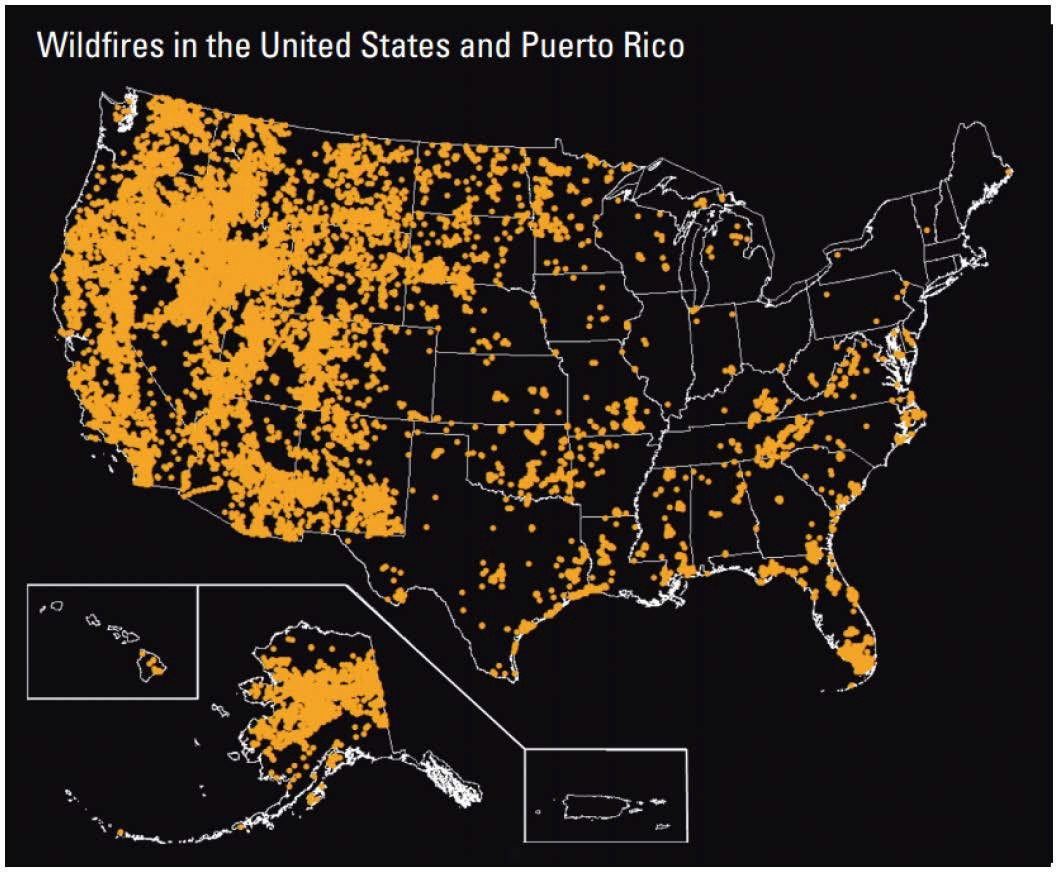 Wildfires in the United States and Puerto Rico